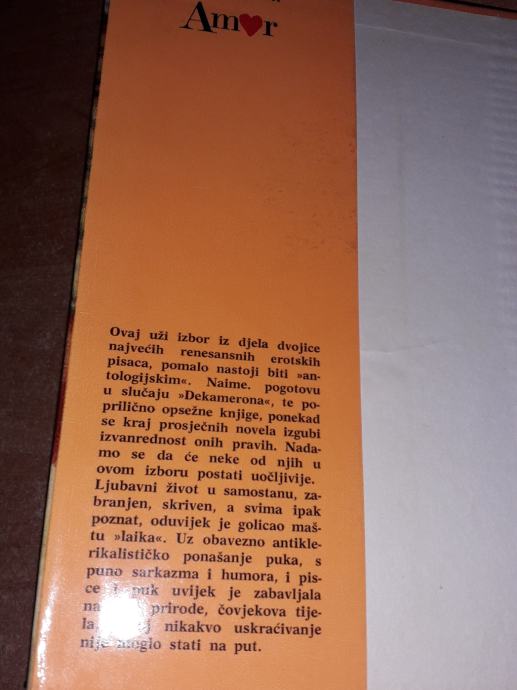 Amor
Ovaj uži izbor iz djela dvojice
najvećih renesansnih erotskih
pisaca, pomalo nastoji biti »an-
tologijskim«. Naime. pogotovu
u slučaju »Dekamerona«, te po-
prilično opsežne knjige, ponekad
se kraj prosječnih novela izgubi
izvanrednost onih pravih. Nada-
mo se da će neke od njih u
ovom izboru postati uočljivije.
Ljubavni život u samostanu, za-
branjen, skriven, a svima ipak
poznat, oduvijek je golicao maš-
tu »laika«. Uz obavezno antikle-
rikalističko ponašanje puka, s
puno sarkazma i humora, i pis-
ce i puk uvijek je zabavljala
prirode, čovjekova tije-
la, nikakvo uskraćivanje
nije moglo stati na put.